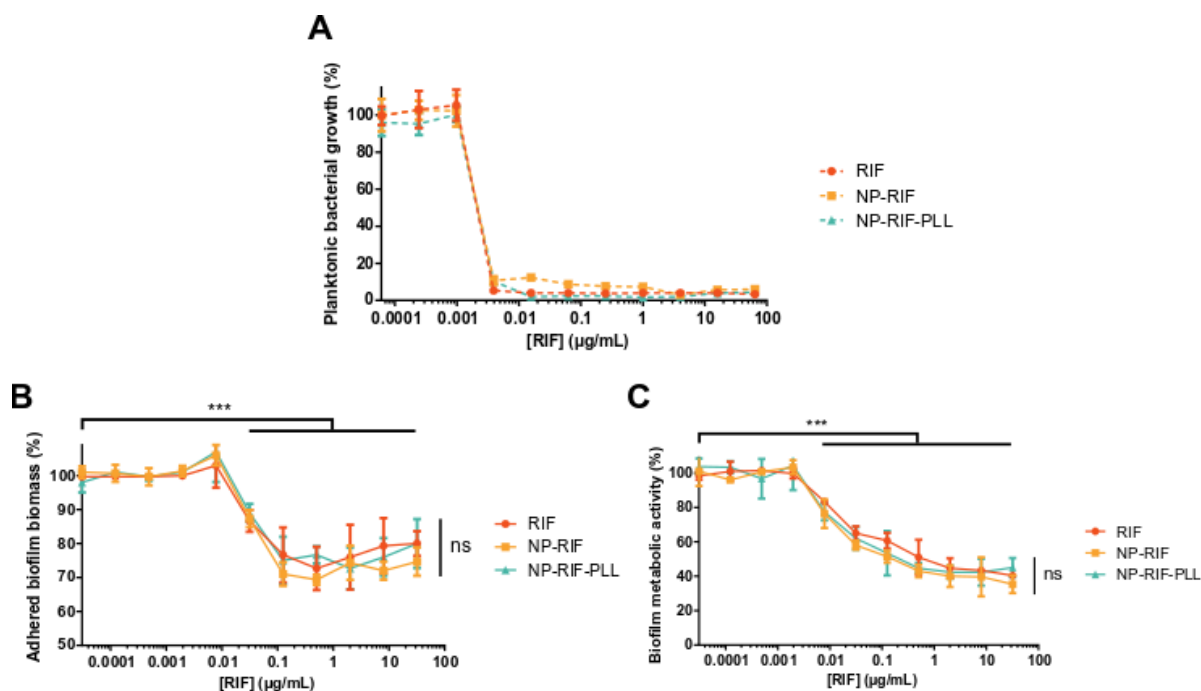 A
Planktonic bacterial growth (%)
100
80
60
40
20
0
0.0001 0.001 0.01 0.1 1 10 100
[RIF] (µg/mL)
RIF
NP-RIF
NP-RIF-PLL
B
***
Adhered biofilm biomass (%)
100
90
80
70
60
50
0.0001 0.001 0.01 0.1 1 10 100
[RIF] (µg/mL)
ns
RIF
NP-RIF
NP-RIF-PLL
C
***
Biofilm metabolic activity (%)
100
80
60
40
20
0
0.0001 0.001 0.01 0.1 1 10 100
[RIF] (µg/mL)
ns
RIF
NP-RIF
NP-RIF-PLL